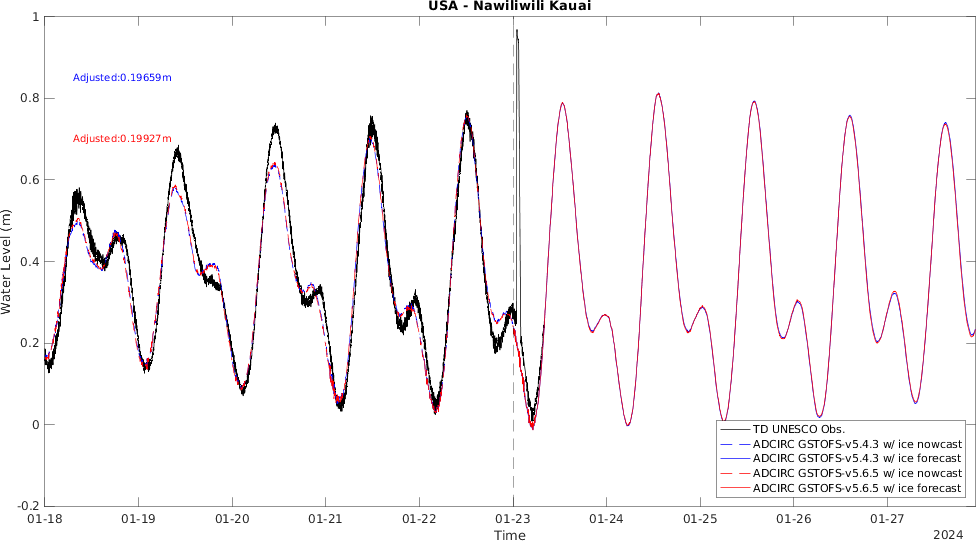 USA - Nawiliwili Kauai
1
0.8
0.6
0.4
0.2
0
-0.2
Water Level (m)
Adjusted:0.19659m
Adjusted:0.19927m
TD UNESCO Obs.
ADCIRC GSTOFS-v5.4.3 w/ ice nowcast
ADCIRC GSTOFS-v5.4.3 w/ ice forecast
ADCIRC GSTOFS-v5.6.5 w/ ice nowcast
ADCIRC GSTOFS-v5.6.5 w/ ice forecast
01-18 01-19 01-20 01-21 01-22 01-23 01-24 01-25 01-26 01-27
Time
2024